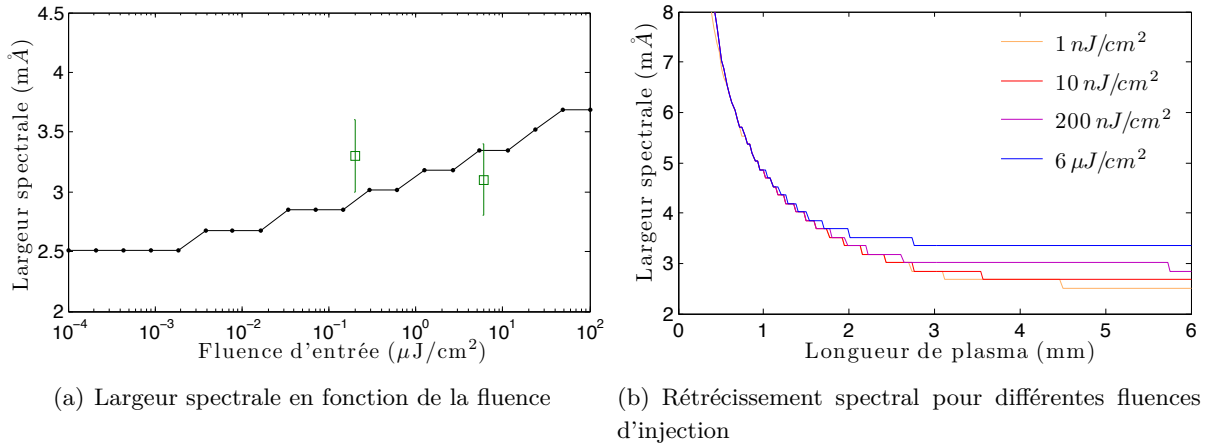 4.5
4
3.5
3
2.5
2
Largeur spectrale (mÅ)
10^-4 10^-3 10^-2 10^-1 10^0 10^1 10^2
Fluence d'entrée (μJ/cm²)
(a) Largeur spectrale en fonction de la fluence
8
7
6
5
4
3
2
Largeur spectrale (mÅ)
1 nJ/cm²
10 nJ/cm²
200 nJ/cm²
6 μJ/cm²
0 1 2 3 4 5 6
Longueur de plasma (mm)
(b) Rétrécissement spectral pour différentes fluences
d'injection